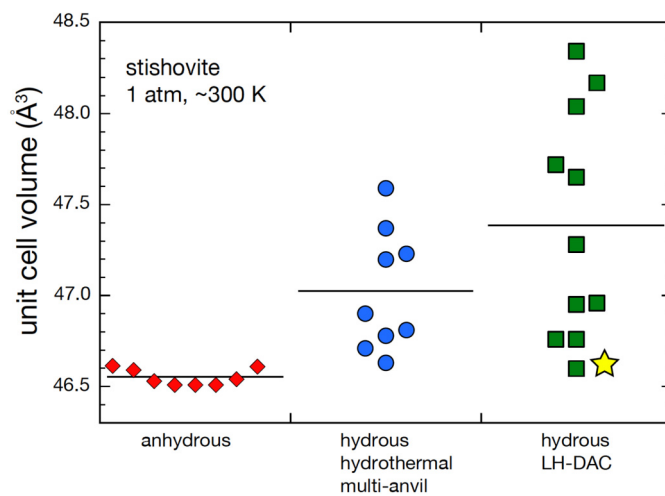 48.5
48.0
47.5
47.0
46.5
unit cell volume (Å³)
stishovite
1 atm, ~300 K
anhydrous
hydrous
hydrothermal
multi-anvil
hydrous
LH-DAC